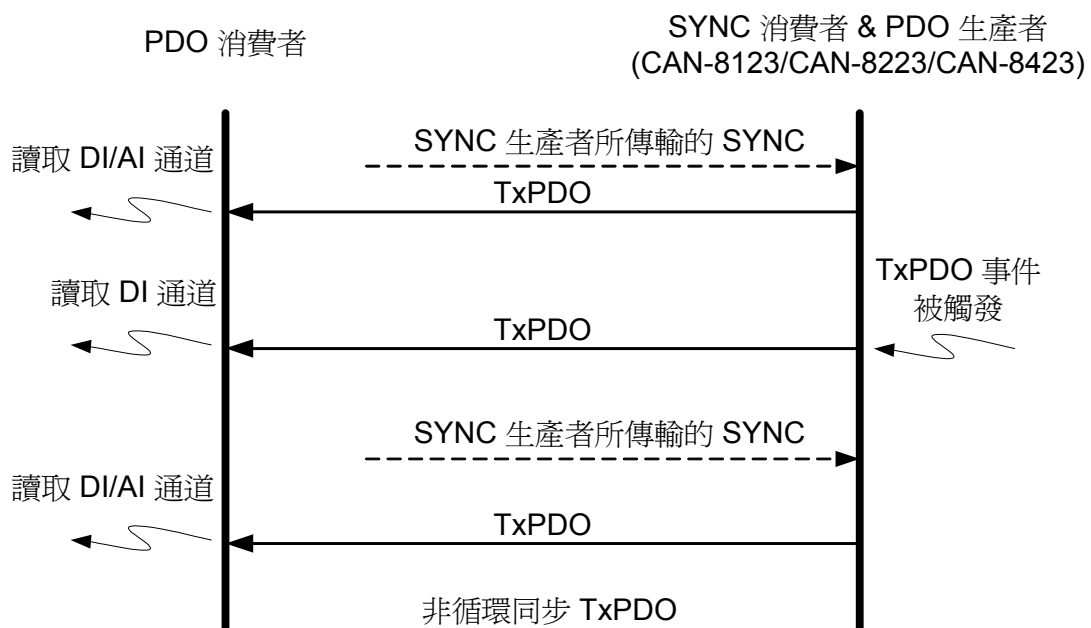 PDO 消費者
SYNC 消費者 & PDO 生產者
(CAN-8123/CAN-8223/CAN-8423)
讀取 DI/AI 通道
SYNC 生產者所傳輸的 SYNC
TxPDO
讀取 DI 通道
TxPDO
TxPDO 事件
被觸發
SYNC 生產者所傳輸的 SYNC
讀取 DI/AI 通道
TxPDO
非循環同步 TxPDO